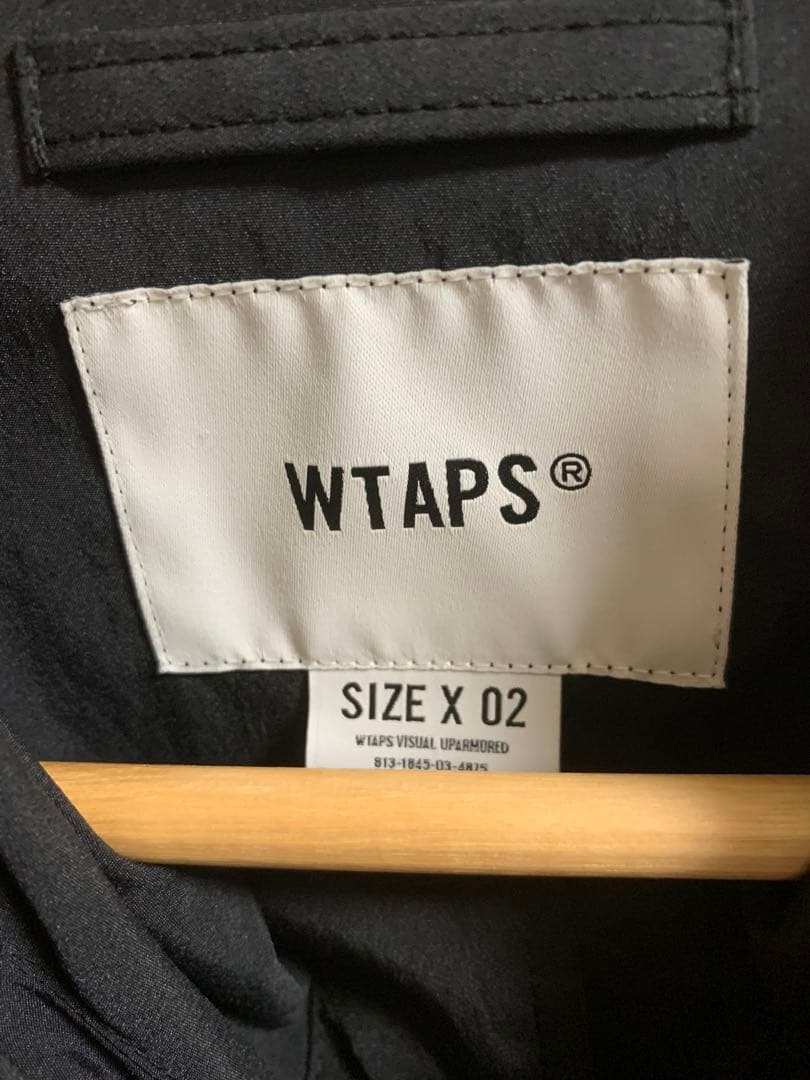 WTAPS®
SIZE X 02
WTAPS VISUAL UPARMORED
813-1845-03-4875